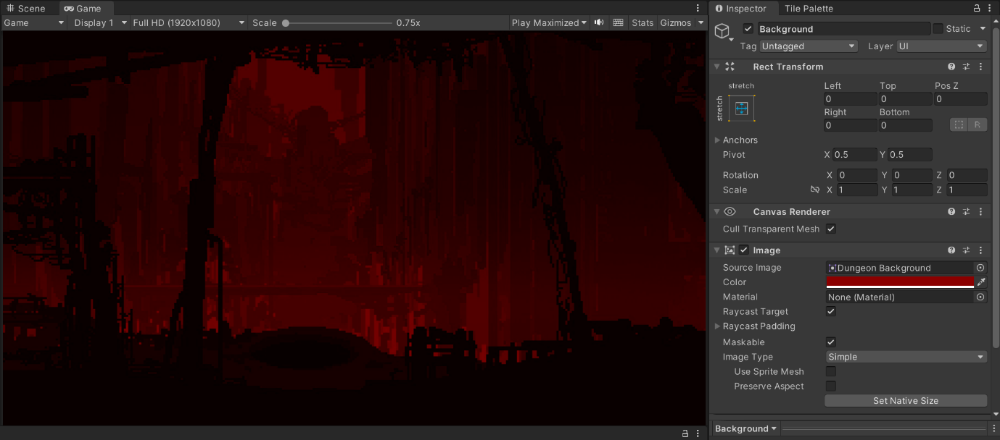 Scene Game
Inspector Tile Palette
Game Display 1 Full HD (1920x1080) Scale 0.75x Play Maximized Stats Gizmos
Background Static
Tag Untagged Layer UI
Rect Transform
stretch
stretch
Left Top Pos Z
0 0 0
Right Bottom
0 0 R
Anchors
Pivot X 0.5 Y 0.5
Rotation X 0 Y 0 Z 0
Scale X 1 Y 1 Z 1
Canvas Renderer
Cull Transparent Mesh
Image
Source Image Dungeon Background
Color
Material None (Material)
Raycast Target
Raycast Padding
Maskable
Image Type Simple
Use Sprite Mesh
Preserve Aspect
Set Native Size
Background